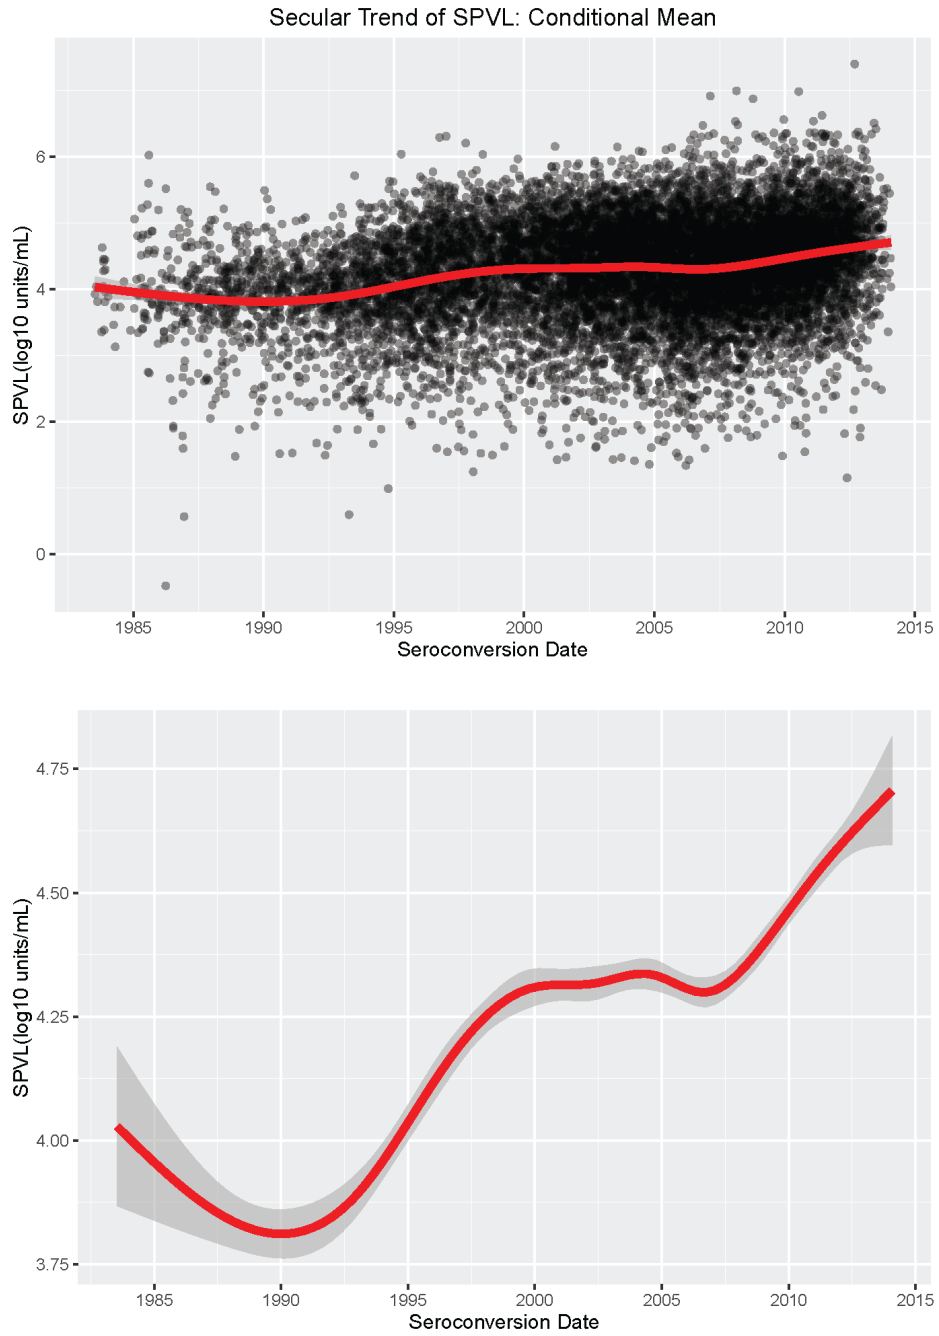 Secular Trend of SPVL: Conditional Mean
6
4
2
0
SPVL(log10 units/mL)
1985 1990 1995 2000 2005 2010 2015
Seroconversion Date
4.75
4.50
4.25
4.00
3.75
SPVL(log10 units/mL)
1985 1990 1995 2000 2005 2010 2015
Seroconversion Date